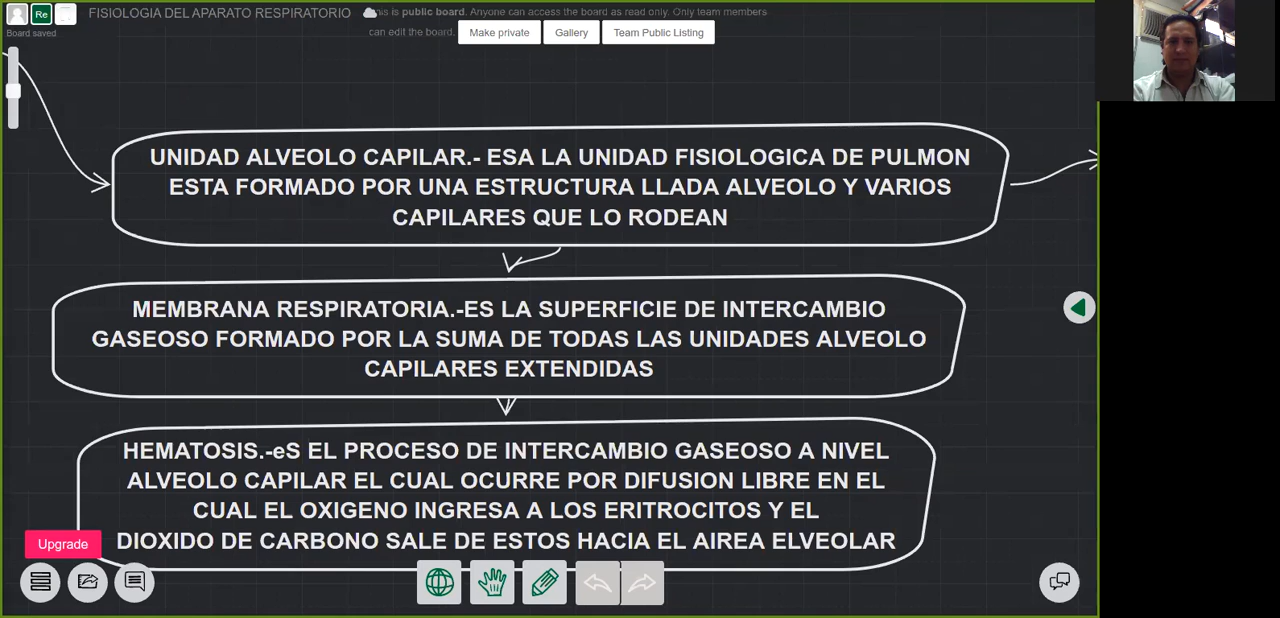 Re
FISIOLOGIA DEL APARATO RESPIRATORIO
is is public board. Anyone can access the board as read only. Only team members
can edit the board.
Make private
Gallery
Team Public Listing
Board saved
UNIDAD ALVEOLO CAPILAR.- ESA LA UNIDAD FISIOLOGICA DE PULMON
ESTA FORMADO POR UNA ESTRUCTURA LLADA ALVEOLO Y VARIOS
CAPILARES QUE LO RODEAN
MEMBRANA RESPIRATORIA.-ES LA SUPERFICIE DE INTERCAMBIO
GASEOSO FORMADO POR LA SUMA DE TODAS LAS UNIDADES ALVEOLO
CAPILARES EXTENDIDAS
HEMATOSIS.-eS EL PROCESO DE INTERCAMBIO GASEOSO A NIVEL
ALVEOLO CAPILAR EL CUAL OCURRE POR DIFUSION LIBRE EN EL
CUAL EL OXIGENO INGRESA A LOS ERITROCITOS Y EL
DIOXIDO DE CARBONO SALE DE ESTOS HACIA EL AIREA ELVEOLAR
Upgrade